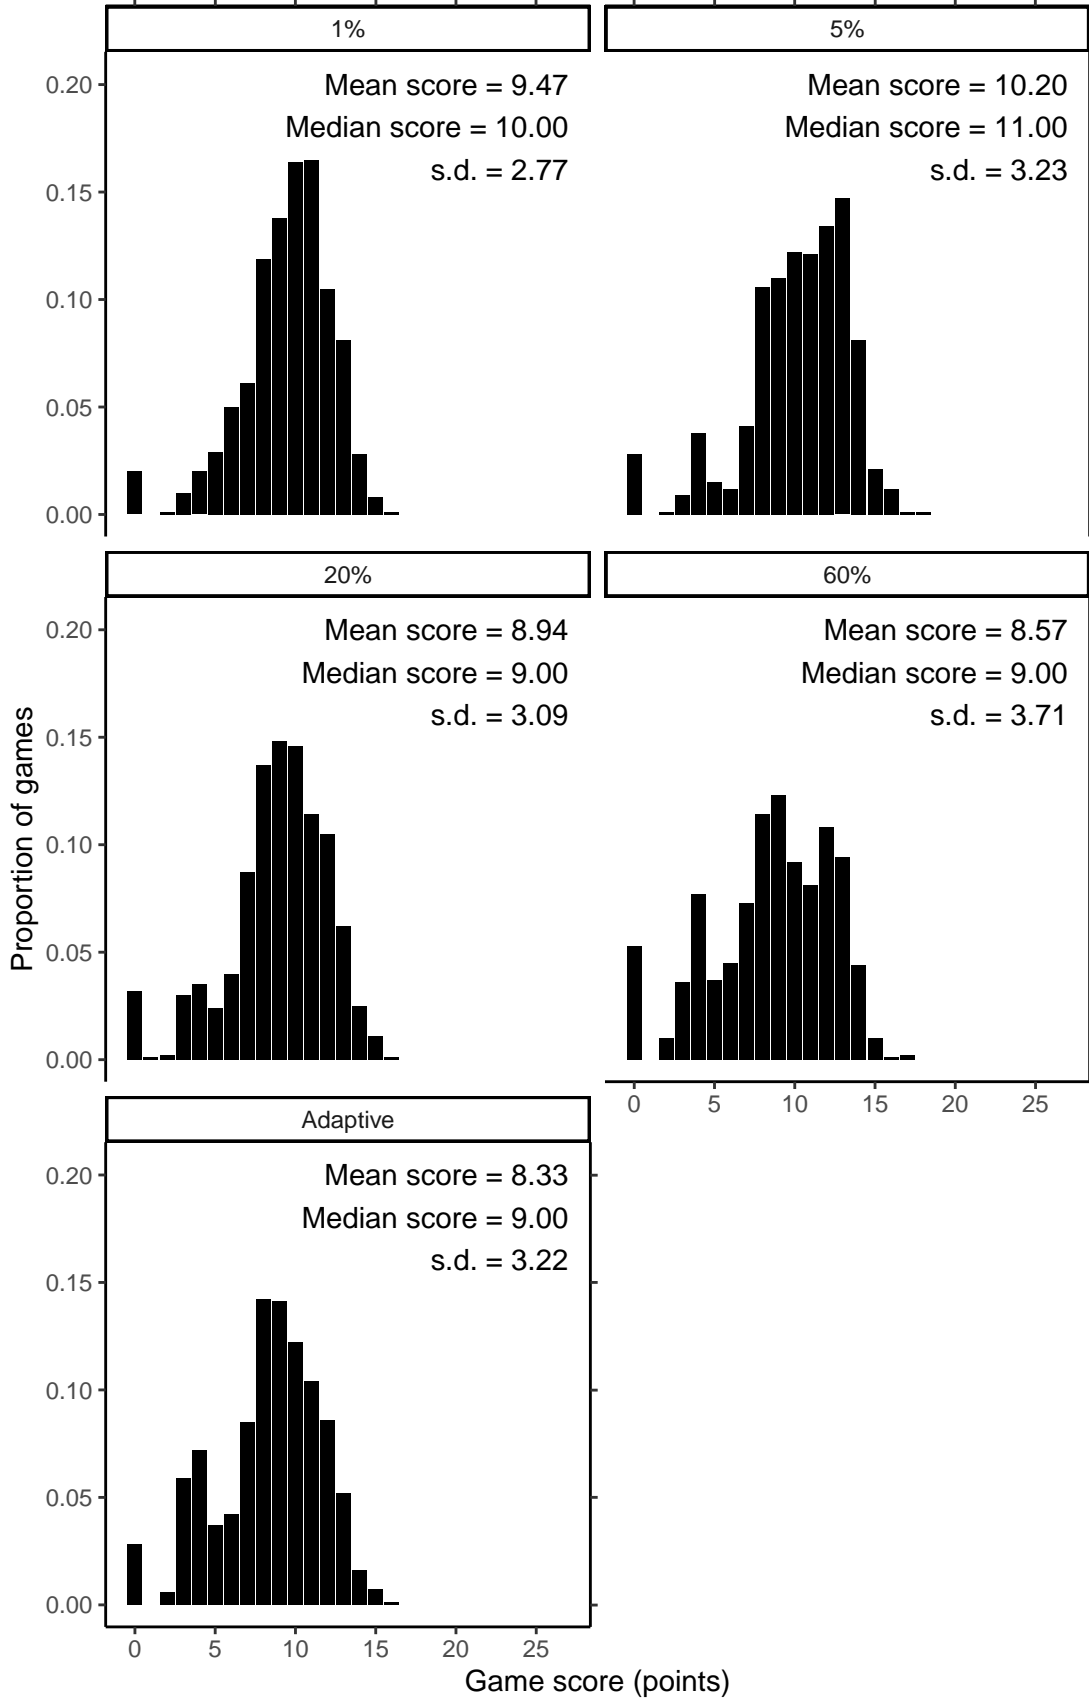 1%
5%
Mean score = 9.47
Median score = 10.00
s.d. = 2.77
Mean score = 10.20
Median score = 11.00
s.d. = 3.23
0.20
0.15
0.10
0.05
0.00
20%
60%
Mean score = 8.94
Median score = 9.00
s.d. = 3.09
Mean score = 8.57
Median score = 9.00
s.d. = 3.71
0.20
0.15
0.10
0.05
0.00
0 5 10 15 20 25
Proportion of games
Adaptive
Mean score = 8.33
Median score = 9.00
s.d. = 3.22
0.20
0.15
0.10
0.05
0.00
0 5 10 15 20 25
Game score (points)